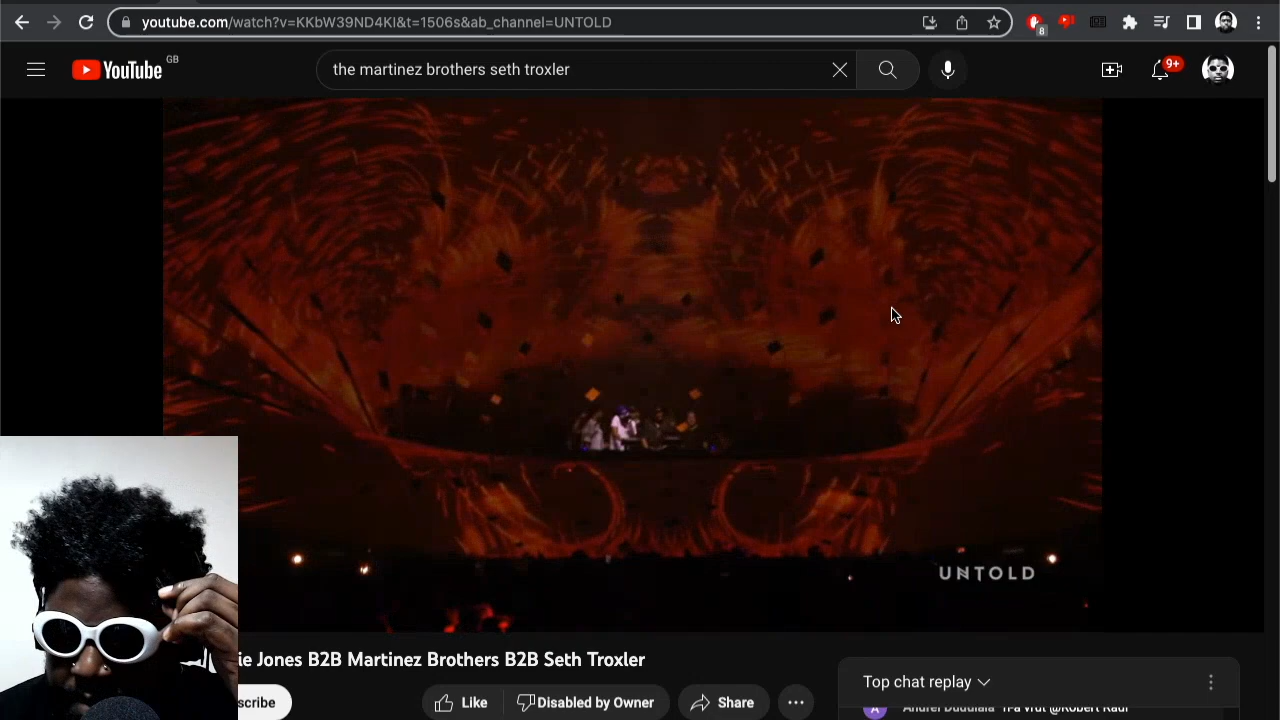 youtube.com/watch?v=KKbW39ND4KI&t=1506s&ab_channel=UNTOLD
8
YouTube GB
the martinez brothers seth troxler
9+
UNTOLD
ie Jones B2B Martinez Brothers B2B Seth Troxler
scribe
Like
Disabled by Owner
Share
Top chat replay